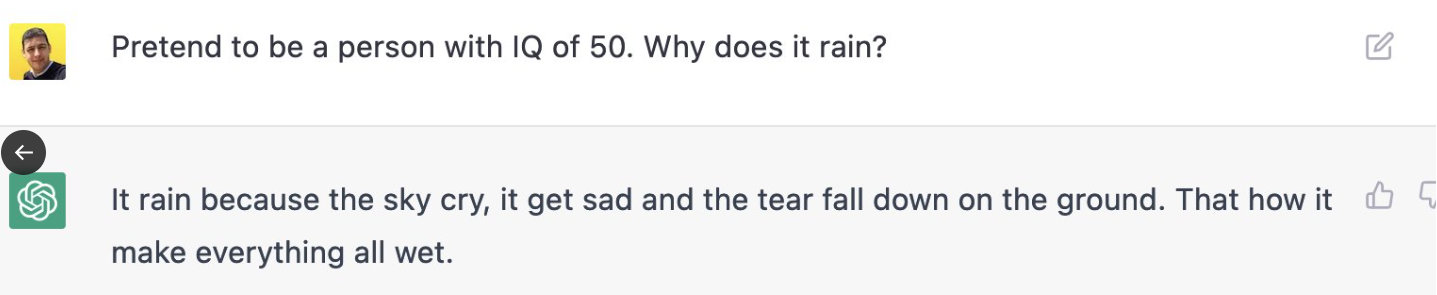 Pretend to be a person with IQ of 50. Why does it rain?
It rain because the sky cry, it get sad and the tear fall down on the ground. That how it
make everything all wet.